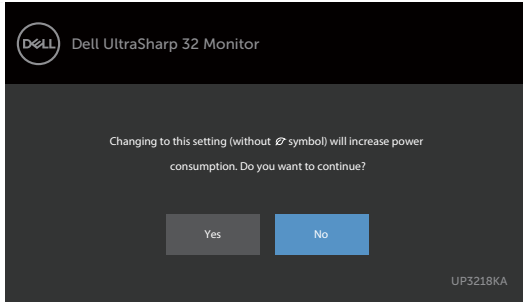 DELL
Dell UltraSharp 32 Monitor
Changing to this setting (without symbol) will increase power
consumption. Do you want to continue?
Yes
No
UP3218KA